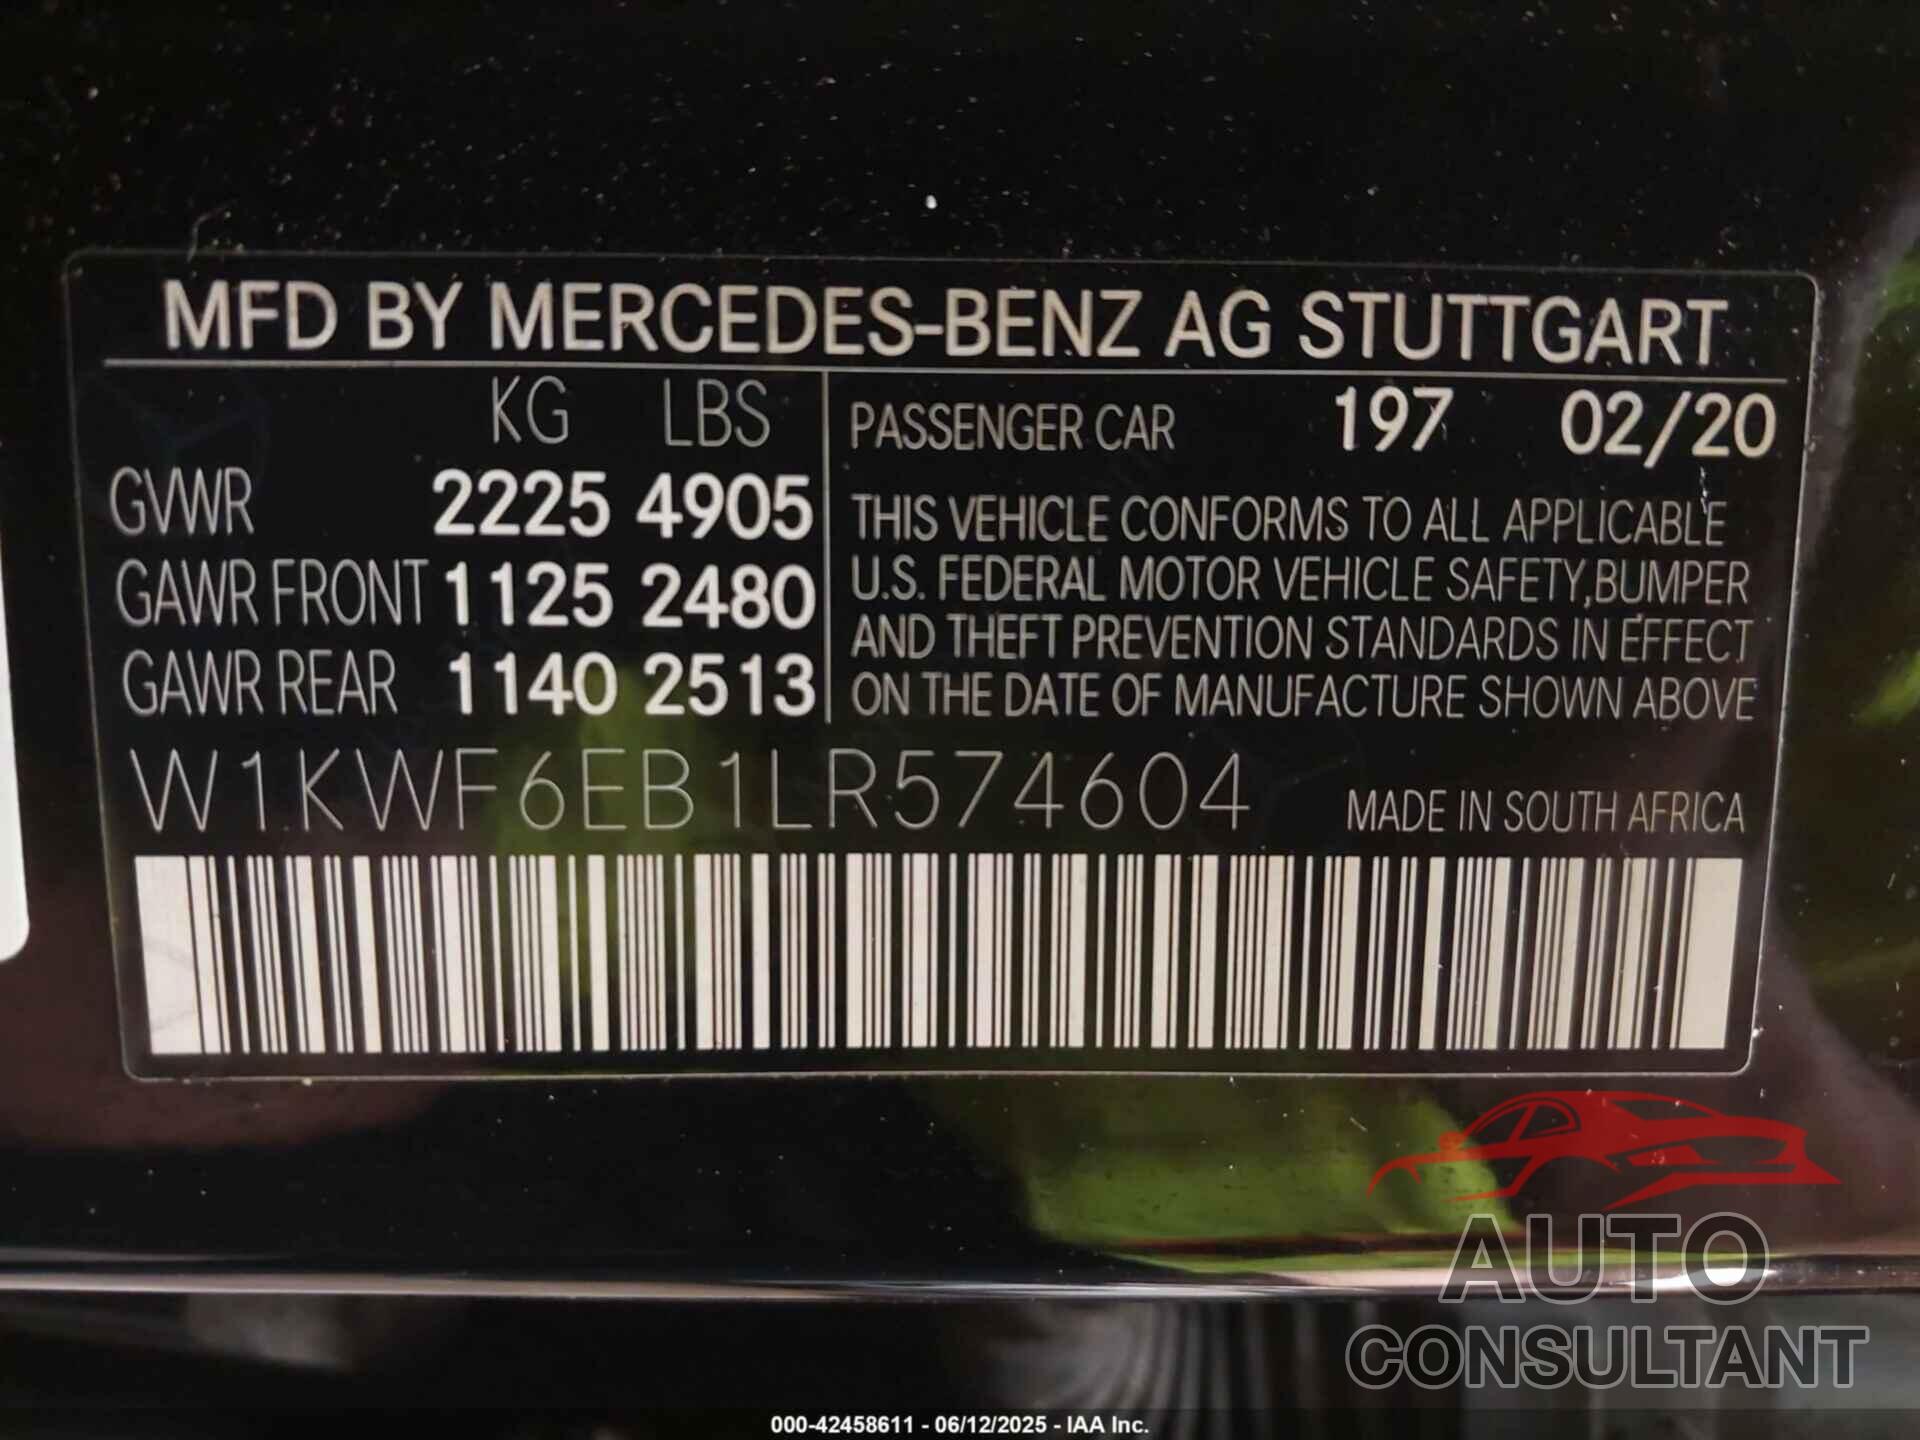 MFD BY MERCEDES-BENZ AG STUTTGART
KG LBS
GVWR 2225 4905
GAWR FRONT 1125 2480
GAWR REAR 1140 2513
PASSENGER CAR 197 02/20
THIS VEHICLE CONFORMS TO ALL APPLICABLE
U.S. FEDERAL MOTOR VEHICLE SAFETY,BUMPER
AND THEFT PREVENTION STANDARDS IN EFFECT
ON THE DATE OF MANUFACTURE SHOWN ABOVE
W1KWF6EB1LR574604 MADE IN SOUTH AFRICA
AUTO
CONSULTANT
000-42458611 - 06/12/2025 - IAA Inc.